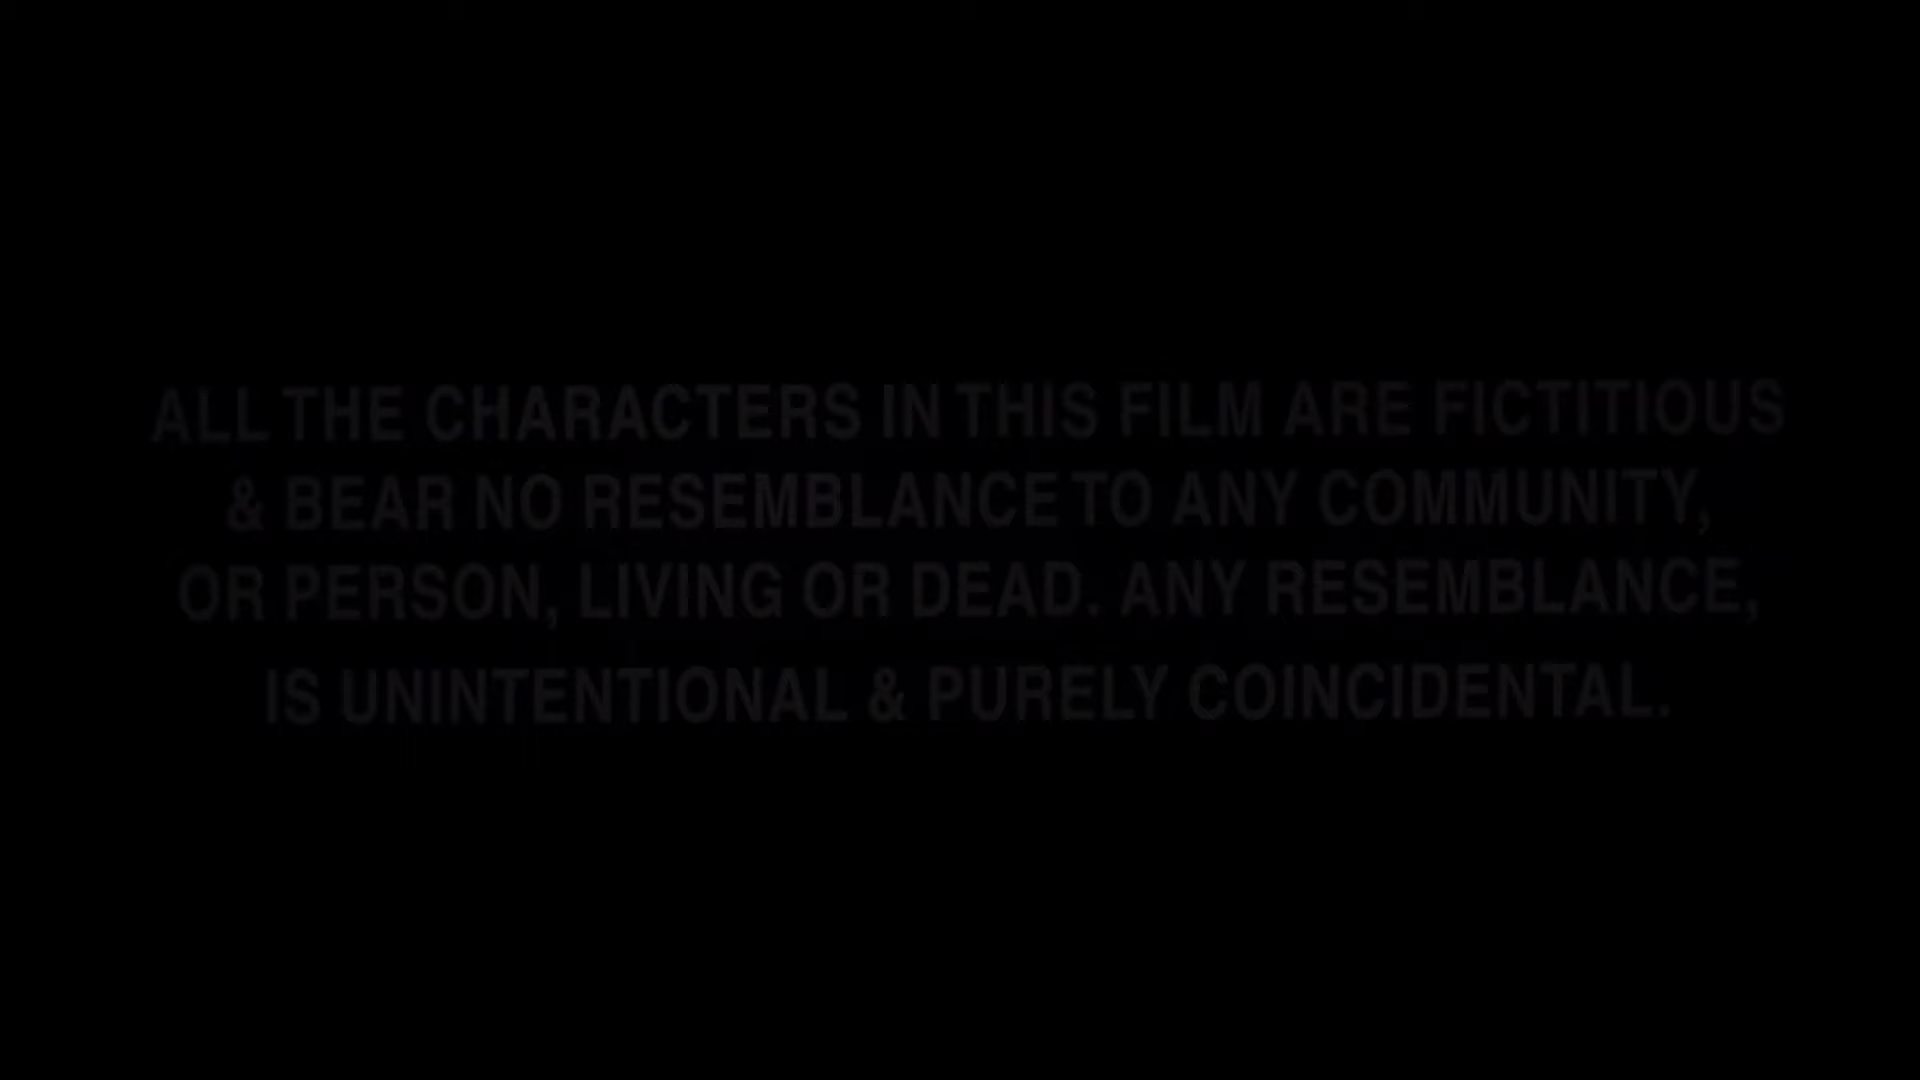 ALL THE CHARACTERS IN THIS FILM ARE FICTITIOUS
& BEAR NO RESEMBLANCE TO ANY COMMUNITY,
OR PERSON, LIVING OR DEAD. ANY RESEMBLANCE,
IS UNINTENTIONAL & PURELY COINCIDENTAL.